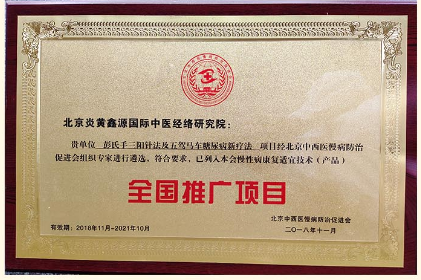 北京炎黄鑫源国际中医经络研究院：
贵单位 彭氏手三阳针法及五驾马车糖尿病新疗法 项目经北京中西医慢病防治
促进会组织专家进行遴选，符合要求，已列入本会慢性病康复适宜技术（产品）
全国推广项目
北京中西医慢病防治促进会
有效期：2018年11月-2021年10月
二〇一八年十一月